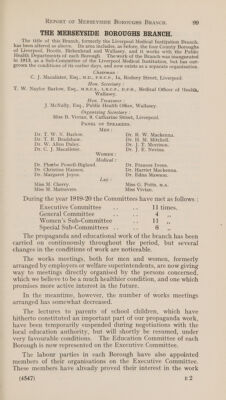 REPORT OF MERSEYSIDE BOROUGHS BRANCH. 99
THE MERSEYSIDE BOROUGHS BRANCH.
The title of this Branch, formerly the Liverpool Medical Institution Branch,
has been altered as above. Its area includes, as before, the four County Boroughs
of Liverpool, Bootle, Birkenhead and Wallasey, and it works with the Public
Health Departments of each Borough. The work of the Branch was inaugurated
in 1913, as a Sub-Committee of the Liverpool Medical Institution, but has out-
grown the conditions of its earlier days, and now exists as a separate organisation.
Chairman
C. J. Macalister, Esq., M.D., F.R.C.P., 1a, Rodney Street, Liverpool
Hon. Secretary
T. W. Naylor Barlow, Esq., M.R.C.S., L.R.C.P., D.P.H., Medical Officer of Health,
Wallasey.
Hon. Treasurer
J. McNally, Esq., Public Health Office, Wallasey.
Organising Secretary:
Miss B. Vertue, 9, Catharine Street, Liverpool.
PANEL OF SPEAKERS.
MEN:
Dr. T. W. N. Barlow. Dr. R. W. Mackenna.
Dr. T. R. Bradshaw. Dr. G. H. Mitchell.
Dr. W. Allen Daley. Dr. J. T. Morrison.
Dr. C. J. Macalister. Dr. J. E. Nevins.
WOMEN:
Medical:
Dr. Phœbe Powell-Bigland. Dr. Frances Ivens.
Dr. Christine Hanson. Dr. Harriet Mackenna.
Dr. Margaret Joyce. Dr. Edna Mawson.
Lay:
Miss M. Cherry. Miss G. Potts, M.A.
Miss M. Matravers. Miss Vertue.
During the year 1919-20 the Committees have met as follows:
Executive Committee .. .. .. 11 times.
General Committee .. .. .. 4 „
Women's Sub-Committee .. .. 11 „
Special Sub-Committees .. .. 6 „
The propaganda and educational work of the branch has been
carried on continuously throughout the period, but several
changes in the conditions of work are noticeable.
The works meetings, both for men and women, formerly
arranged by employers or welfare superintendents, are now giving
way to meetings directly organised by the persons concerned,
which we believe to be a much healthier condition, and one which
promises more active interest in the future.
In the meantime, however, the number of works meetings
arranged has somewhat decreased.
The lectures to parents of school children, which have
hitherto constituted an important part of our propaganda work,
have been temporarily suspended during negotiations with the
local education authority, but will shortly be resumed, under
very favourable conditions. The Education Committee of each
Borough is now represented on the Executive Committee.
The labour parties in each Borough have also appointed
members of their organisations on the Executive Committee.
These members have already proved their interest in the work
(4547) E 2